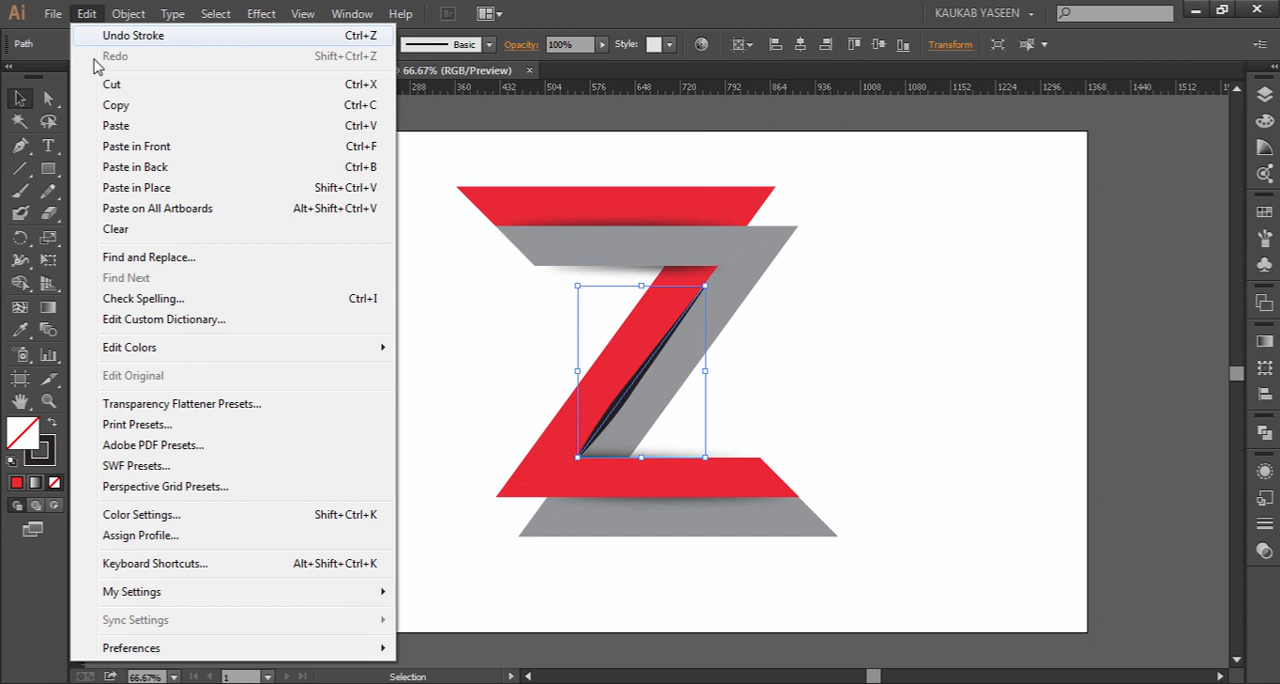 Ai File Edit Object Type Select Effect View Window Help Br KAUKAB YASEEN
Path Basic Opacity: 100% Style: Transform
66.67% (RGB/Preview) ×
288 360 432 504 576 648 720 792 864 936 1008 1080 1152 1224 1296 1368 1440 1512
Undo Stroke Ctrl+Z
Redo Shift+Ctrl+Z
Cut Ctrl+X
Copy Ctrl+C
Paste Ctrl+V
Paste in Front Ctrl+F
Paste in Back Ctrl+B
Paste in Place Shift+Ctrl+V
Paste on All Artboards Alt+Shift+Ctrl+V
Clear
Find and Replace...
Find Next
Check Spelling... Ctrl+I
Edit Custom Dictionary...
Edit Colors
Edit Original
Transparency Flattener Presets...
Print Presets...
Adobe PDF Presets...
SWF Presets...
Perspective Grid Presets...
Color Settings... Shift+Ctrl+K
Assign Profile...
Keyboard Shortcuts... Alt+Shift+Ctrl+K
My Settings
Sync Settings
Preferences
66.67% 1 Selection